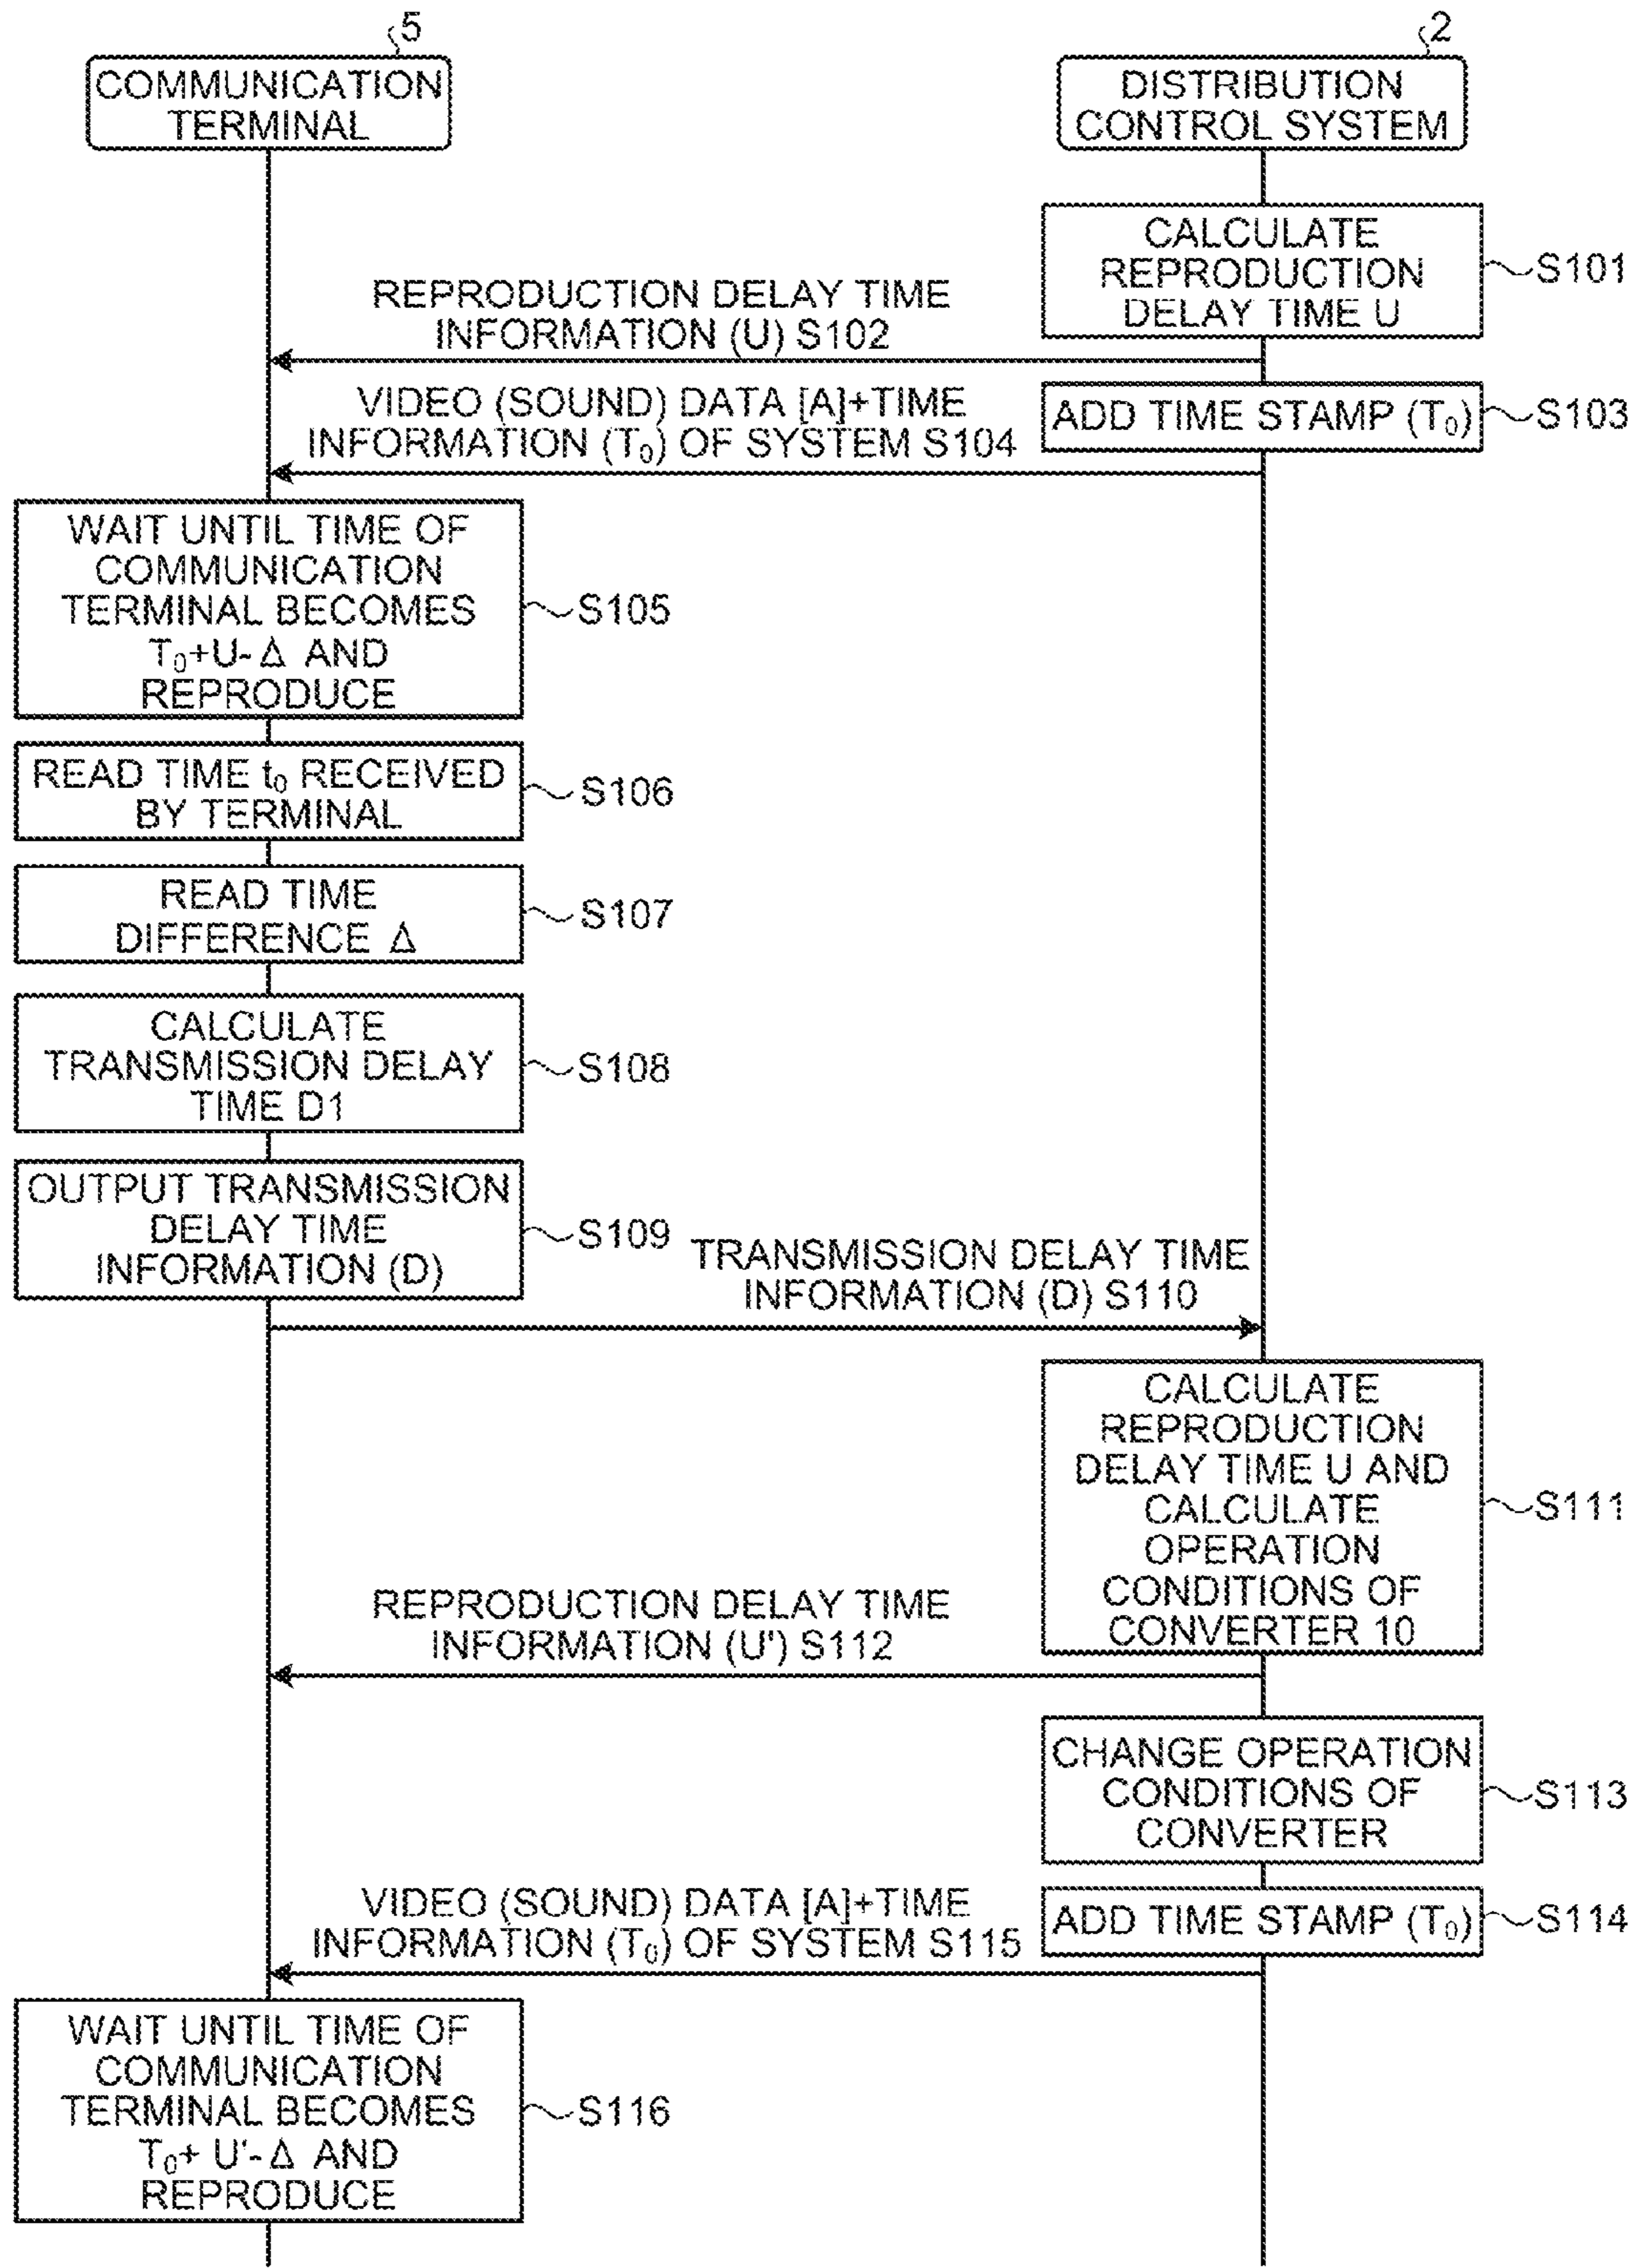 5
COMMUNICATION
TERMINAL
2
DISTRIBUTION
CONTROL SYSTEM
CALCULATE
REPRODUCTION
DELAY TIME U
S101
REPRODUCTION DELAY TIME
INFORMATION (U) S102
ADD TIME STAMP (T₀)
S103
VIDEO (SOUND) DATA [A]+TIME
INFORMATION (T₀) OF SYSTEM S104
WAIT UNTIL TIME OF
COMMUNICATION
TERMINAL BECOMES
T₀+U-Δ AND
REPRODUCE
S105
READ TIME t₀ RECEIVED
BY TERMINAL
S106
READ TIME
DIFFERENCE Δ
S107
CALCULATE
TRANSMISSION DELAY
TIME D1
S108
OUTPUT TRANSMISSION
DELAY TIME
INFORMATION (D)
S109
TRANSMISSION DELAY TIME
INFORMATION (D) S110
CALCULATE
REPRODUCTION
DELAY TIME U AND
CALCULATE
OPERATION
CONDITIONS OF
CONVERTER 10
S111
REPRODUCTION DELAY TIME
INFORMATION (U') S112
CHANGE OPERATION
CONDITIONS OF
CONVERTER
S113
ADD TIME STAMP (T₀)
S114
VIDEO (SOUND) DATA [A]+TIME
INFORMATION (T₀) OF SYSTEM S115
WAIT UNTIL TIME OF
COMMUNICATION
TERMINAL BECOMES
T₀+ U'-Δ AND
REPRODUCE
S116